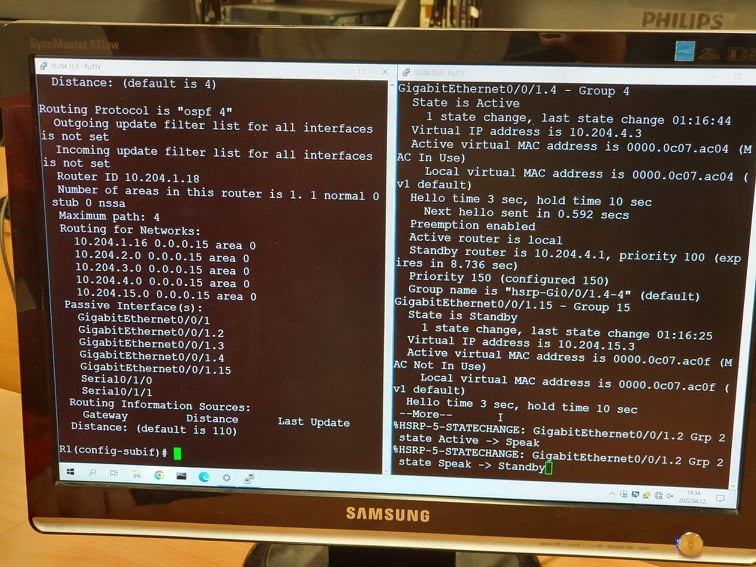 PHILIPS
SyncMaster 931aw
10.204.15.1 - PuTTY
Distance: (default is 4)
Routing Protocol is "ospf 4"
Outgoing update filter list for all interfaces
is not set
Incoming update filter list for all interfaces
is not set
Router ID 10.204.1.18
Number of areas in this router is 1. 1 normal 0
stub 0 nssa
Maximum path: 4
Routing for Networks:
10.204.1.16 0.0.0.15 area 0
10.204.2.0 0.0.0.15 area 0
10.204.3.0 0.0.0.15 area 0
10.204.4.0 0.0.0.15 area 0
10.204.15.0 0.0.0.15 area 0
Passive Interface(s):
GigabitEthernet0/0/1
GigabitEthernet0/0/1.2
GigabitEthernet0/0/1.3
GigabitEthernet0/0/1.4
GigabitEthernet0/0/1.15
Serial0/1/0
Serial0/1/1
Routing Information Sources:
Gateway Distance Last Update
Distance: (default is 110)
R1(config-subif)#
GigabitEthernet0/0/1.4 - Group 4
State is Active
1 state change, last state change 01:16:44
Virtual IP address is 10.204.4.3
Active virtual MAC address is 0000.0c07.ac04 (M
AC In Use)
Local virtual MAC address is 0000.0c07.ac04 (
v1 default)
Hello time 3 sec, hold time 10 sec
Next hello sent in 0.592 secs
Preemption enabled
Active router is local
Standby router is 10.204.4.1, priority 100 (exp
ires in 8.736 sec)
Priority 150 (configured 150)
Group name is "hsrp-Gi0/0/1.4-4" (default)
GigabitEthernet0/0/1.15 - Group 15
State is Standby
1 state change, last state change 01:16:25
Virtual IP address is 10.204.15.3
Active virtual MAC address is 0000.0c07.ac0f (M
AC Not In Use)
Local virtual MAC address is 0000.0c07.ac0f (
v1 default)
Hello time 3 sec, hold time 10 sec
--More--
%HSRP-5-STATECHANGE: GigabitEthernet0/0/1.2 Grp 2
state Active -> Speak
%HSRP-5-STATECHANGE: GigabitEthernet0/0/1.2 Grp 2
state Speak -> Standby
19:34
2022.04.12.
SAMSUNG